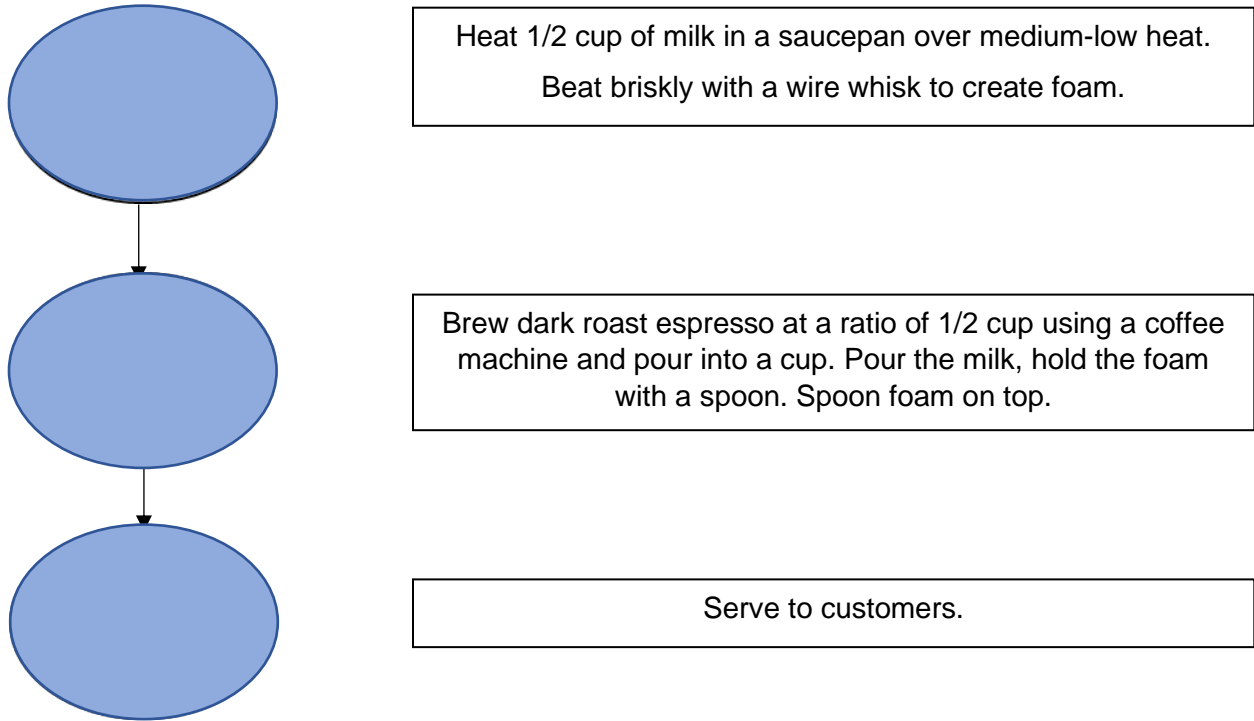 Heat 1/2 cup of milk in a saucepan over medium-low heat.
Beat briskly with a wire whisk to create foam.
Brew dark roast espresso at a ratio of 1/2 cup using a coffee
machine and pour into a cup. Pour the milk, hold the foam
with a spoon. Spoon foam on top.
Serve to customers.